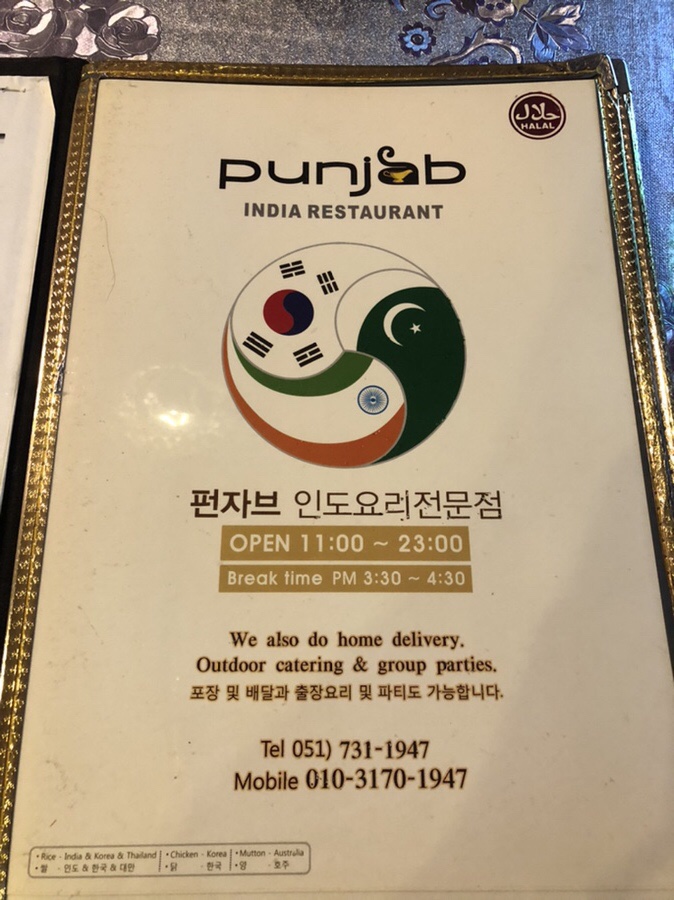 حلال
HALAL
punjab
INDIA RESTAURANT
펀자브 인도요리전문점
OPEN 11:00 ~ 23:00
Break time PM 3:30 ~ 4:30
We also do home delivery.
Outdoor catering & group parties.
포장 및 배달과 출장요리 및 파티도 가능합니다.
Tel 051) 731-1947
Mobile 010-3170-1947
• Rice - India & Korea & Thailand | • Chicken - Korea | • Mutton - Australia
• 쌀 - 인도 & 한국 & 대만 | • 닭 - 한국 | • 양 - 호주